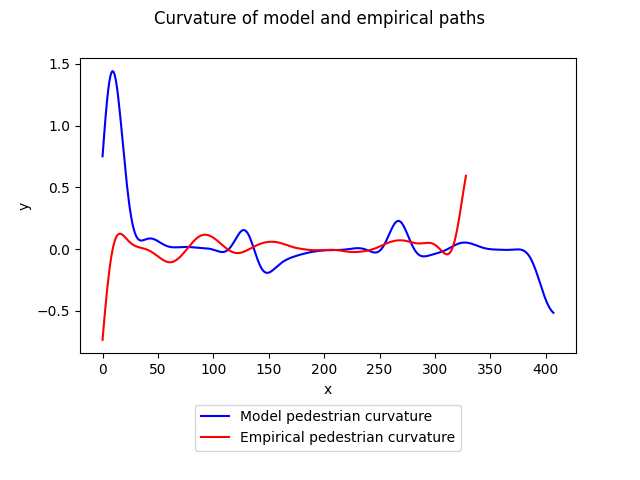 Curvature of model and empirical paths
1.5
1.0
0.5
0.0
−0.5
y
0 50 100 150 200 250 300 350 400
x
Model pedestrian curvature
Empirical pedestrian curvature